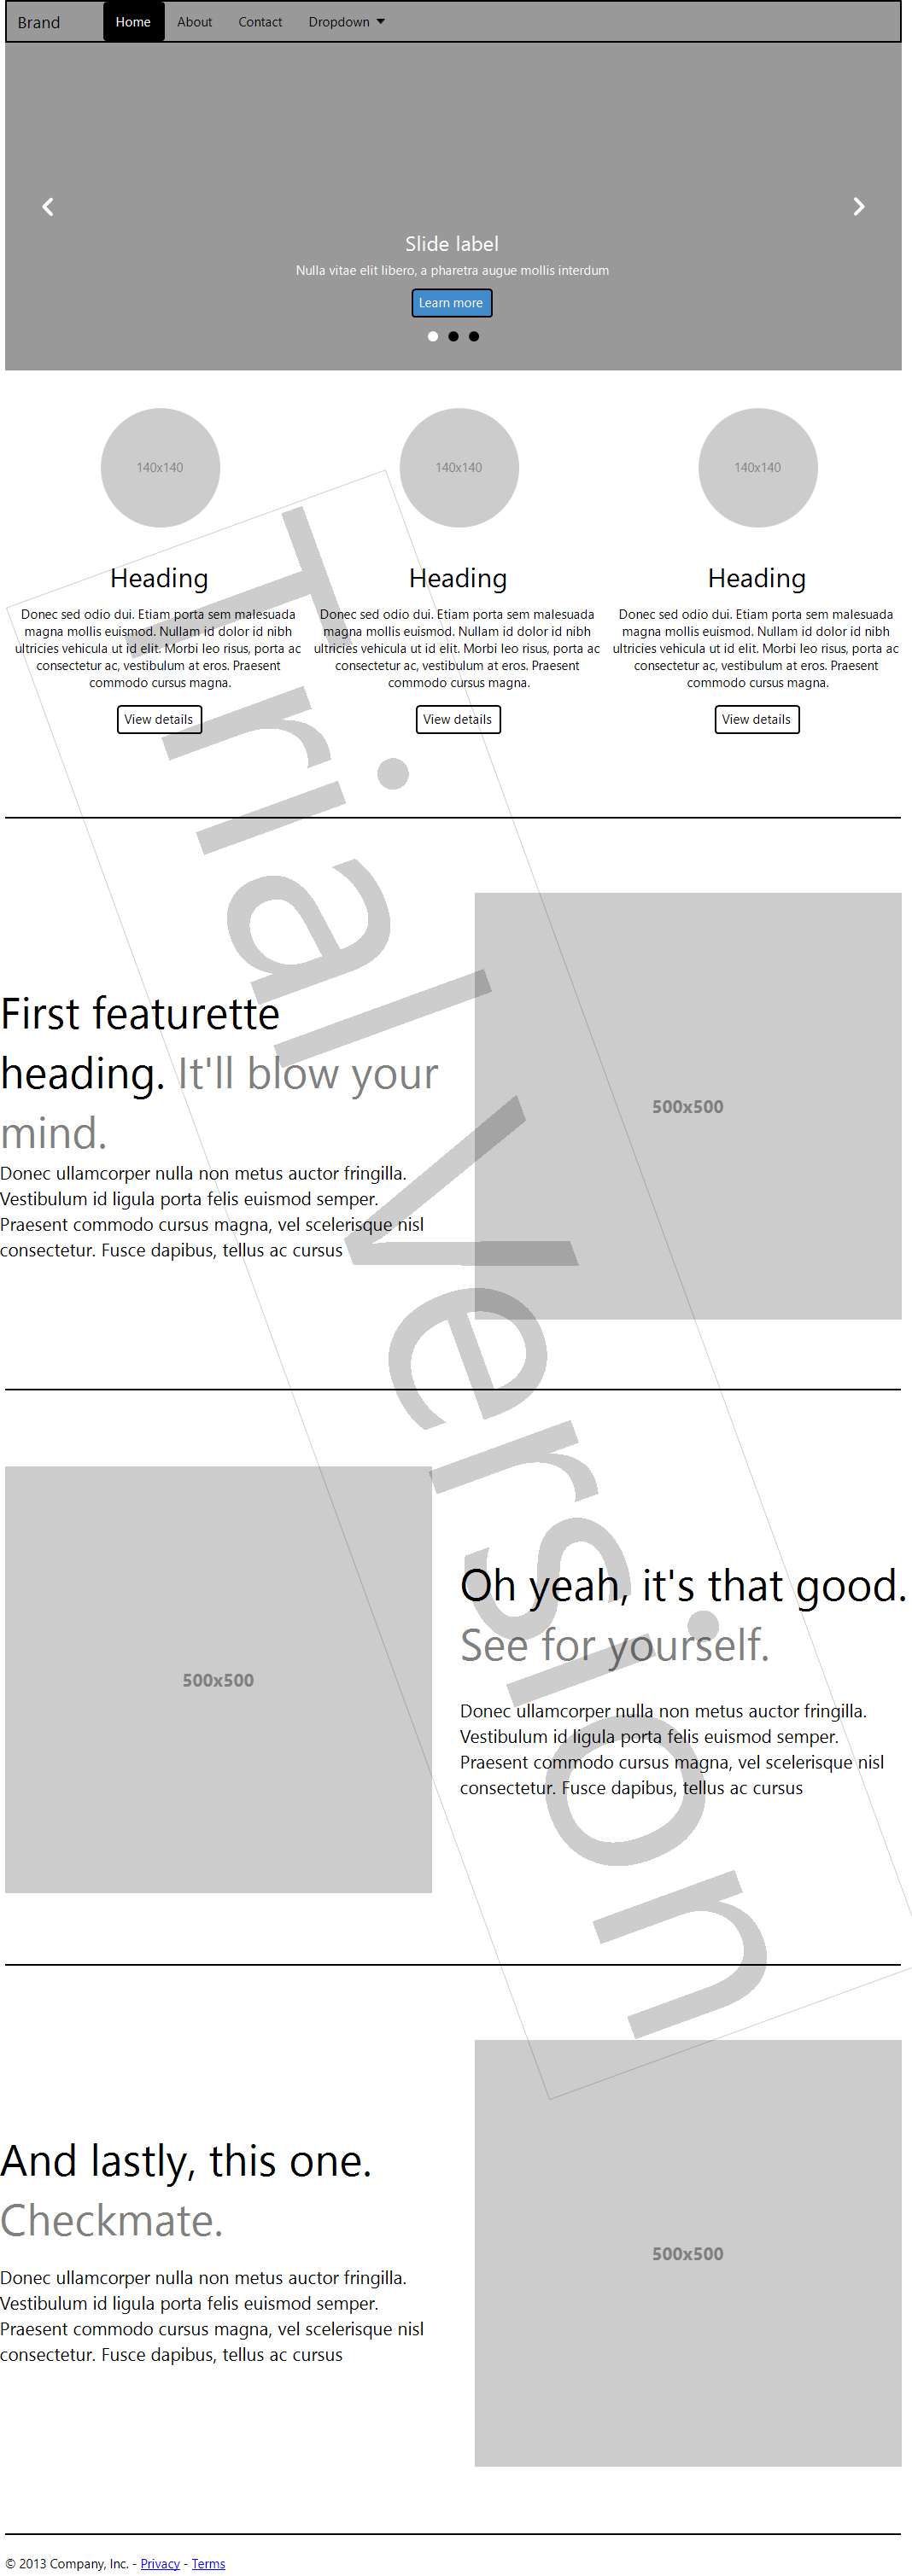 Brand Home About Contact Dropdown
Slide label
Nulla vitae elit libero, a pharetra augue mollis interdum
Learn more
140x140 140x140 140x140
Heading Heading Heading
Donec sed odio dui. Etiam porta sem malesuada
magna mollis euismod. Nullam id dolor id nibh
ultricies vehicula ut id elit. Morbi leo risus, porta ac
consectetur ac, vestibulum at eros. Praesent
commodo cursus magna.
View details
Donec sed odio dui. Etiam porta sem malesuada
magna mollis euismod. Nullam id dolor id nibh
ultricies vehicula ut id elit. Morbi leo risus, porta ac
consectetur ac, vestibulum at eros. Praesent
commodo cursus magna.
View details
Donec sed odio dui. Etiam porta sem malesuada
magna mollis euismod. Nullam id dolor id nibh
ultricies vehicula ut id elit. Morbi leo risus, porta ac
consectetur ac, vestibulum at eros. Praesent
commodo cursus magna.
View details
Trial Version
First featurette
heading. It'll blow your
mind.
Donec ullamcorper nulla non metus auctor fringilla.
Vestibulum id ligula porta felis euismod semper.
Praesent commodo cursus magna, vel scelerisque nisl
consectetur. Fusce dapibus, tellus ac cursus
500x500
500x500
Oh yeah, it's that good.
See for yourself.
Donec ullamcorper nulla non metus auctor fringilla.
Vestibulum id ligula porta felis euismod semper.
Praesent commodo cursus magna, vel scelerisque nisl
consectetur. Fusce dapibus, tellus ac cursus
And lastly, this one.
Checkmate.
Donec ullamcorper nulla non metus auctor fringilla.
Vestibulum id ligula porta felis euismod semper.
Praesent commodo cursus magna, vel scelerisque nisl
consectetur. Fusce dapibus, tellus ac cursus
500x500
© 2013 Company, Inc. - Privacy - Terms